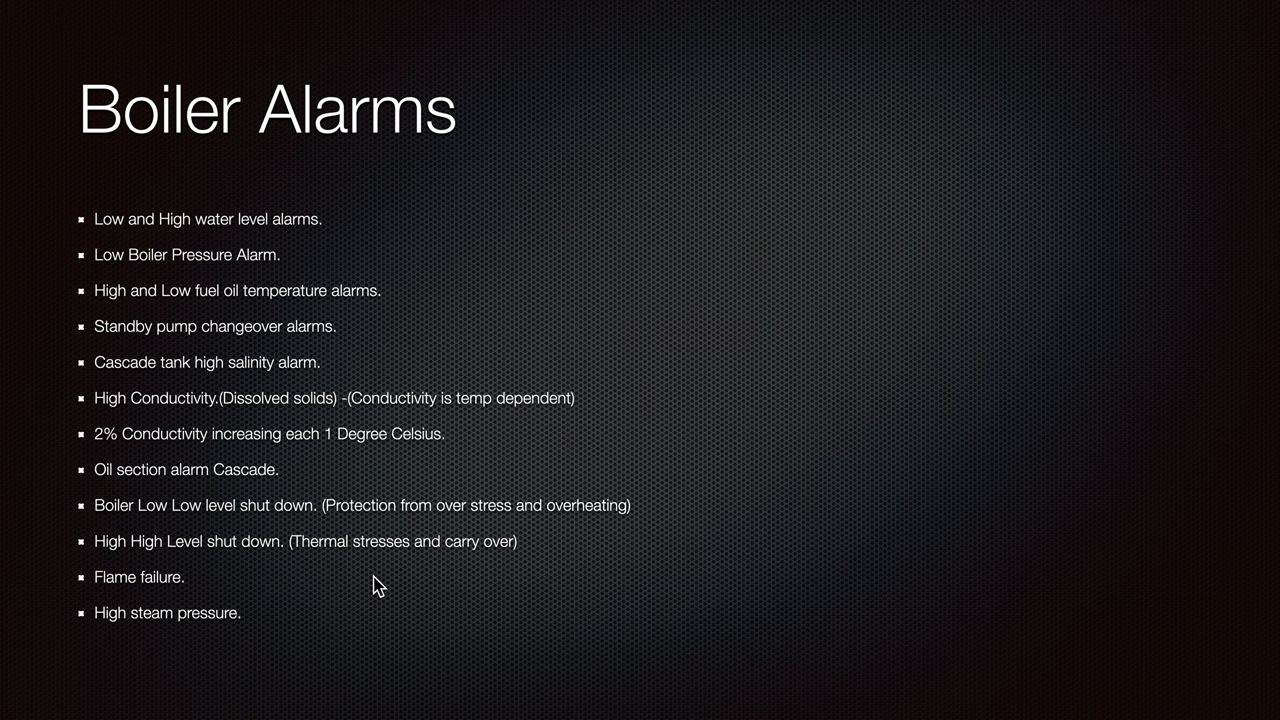 Boiler Alarms
Low and High water level alarms.
Low Boiler Pressure Alarm.
High and Low fuel oil temperature alarms.
Standby pump changeover alarms.
Cascade tank high salinity alarm.
High Conductivity.(Dissolved solids) -(Conductivity is temp dependent)
2% Conductivity increasing each 1 Degree Celsius.
Oil section alarm Cascade.
Boiler Low Low level shut down. (Protection from over stress and overheating)
High High Level shut down. (Thermal stresses and carry over)
Flame failure.
High steam pressure.